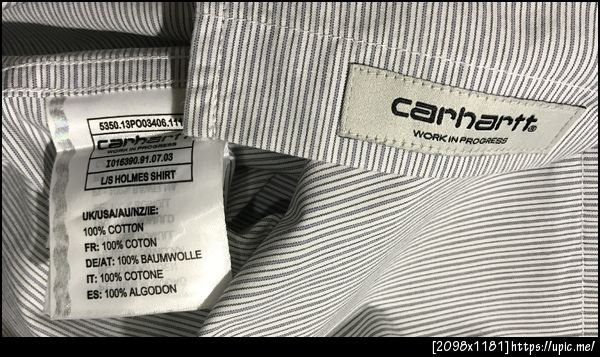 5350.13PO03406.111
carhartt
WORK IN PROGRESS
I016390.91.07.03
L/S HOLMES SHIRT
UK/USA/AU/NZ/IE:
100% COTTON
FR: 100% COTON
DE/AT: 100% BAUMWOLLE
IT: 100% COTONE
ES: 100% ALGODON
carhartt®
WORK IN PROGRESS
[2098x1181]https://upic.me/